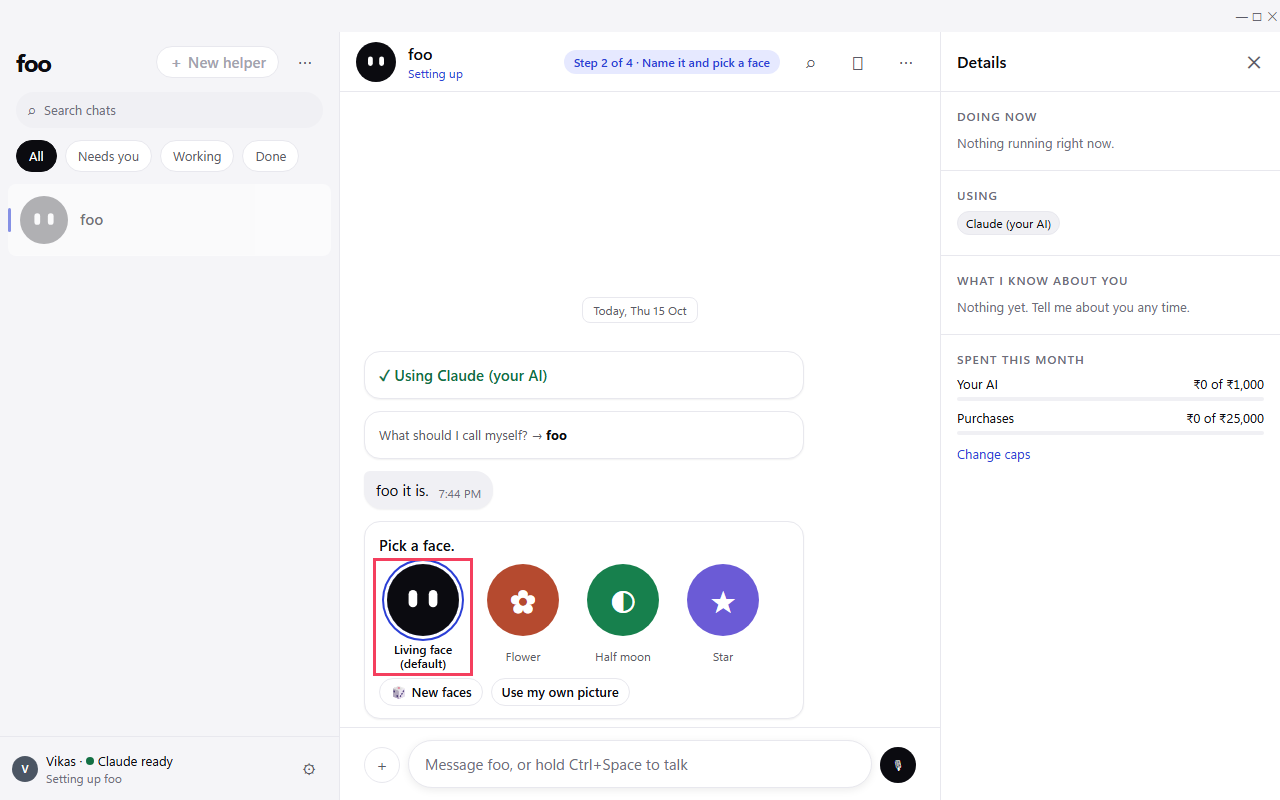 foo
+ New helper
Search chats
All
Needs you
Working
Done
foo
Vikas · Claude ready
Setting up foo
foo
Setting up
Step 2 of 4 · Name it and pick a face
Today, Thu 15 Oct
✓ Using Claude (your AI)
What should I call myself? → foo
foo it is. 7:44 PM
Pick a face.
Living face
(default)
Flower
Half moon
Star
New faces
Use my own picture
Message foo, or hold Ctrl+Space to talk
Details
DOING NOW
Nothing running right now.
USING
Claude (your AI)
WHAT I KNOW ABOUT YOU
Nothing yet. Tell me about you any time.
SPENT THIS MONTH
Your AI ₹0 of ₹1,000
Purchases ₹0 of ₹25,000
Change caps
V